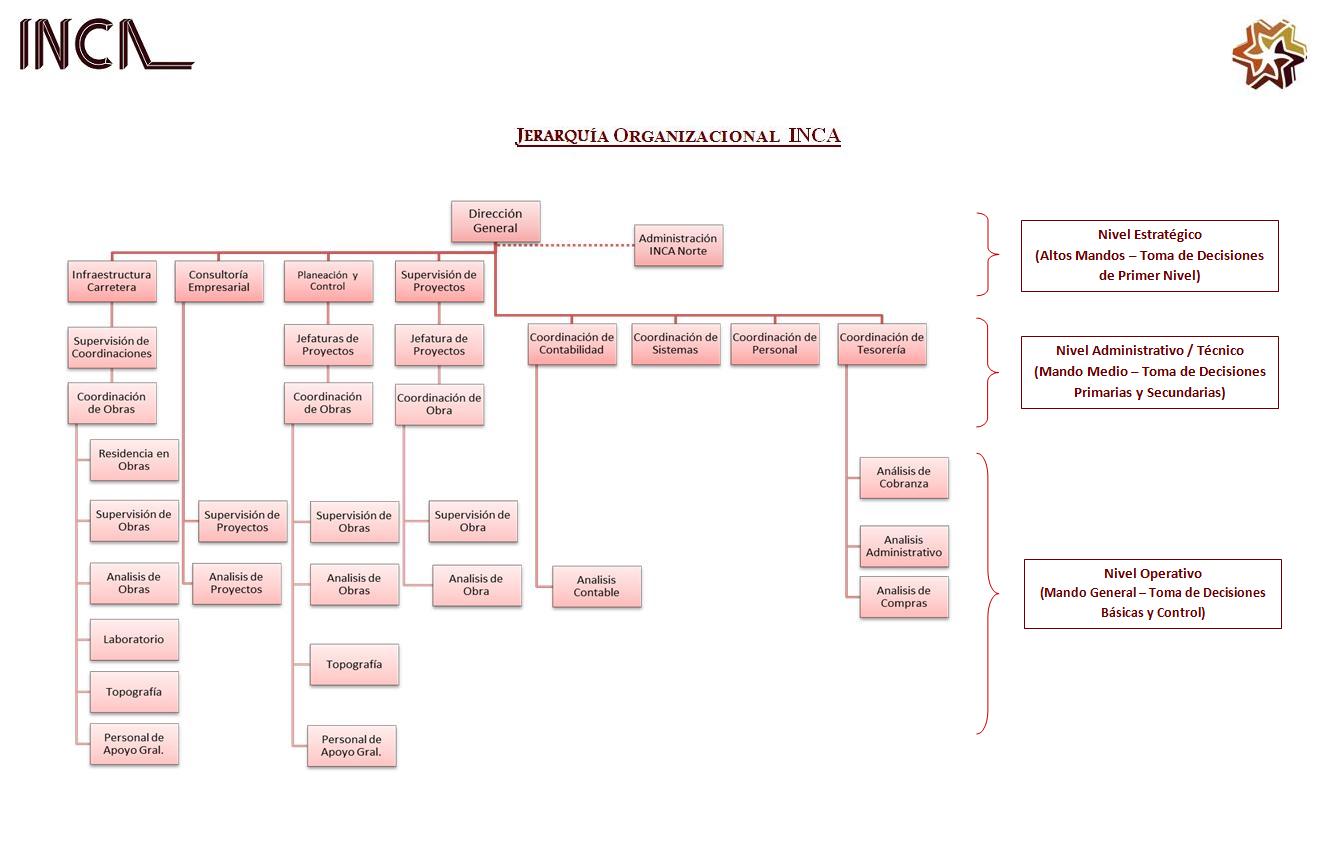 INCA
JERARQUÍA ORGANIZACIONAL INCA
Dirección
General
Administración
INCA Norte
Nivel Estratégico
(Altos Mandos – Toma de Decisiones
de Primer Nivel)
Infraestructura
Carretera
Consultoría
Empresarial
Planeación y
Control
Supervisión de
Proyectos
Supervisión de
Coordinaciones
Jefaturas de
Proyectos
Jefatura de
Proyectos
Coordinación de
Contabilidad
Coordinación de
Sistemas
Coordinación de
Personal
Coordinación de
Tesorería
Nivel Administrativo / Técnico
(Mando Medio – Toma de Decisiones
Primarias y Secundarias)
Coordinación
de Obras
Coordinación
de Obras
Coordinación de
Obra
Residencia en
Obras
Análisis de
Cobranza
Supervisión de
Obras
Supervisión de
Proyectos
Supervisión de
Obras
Supervisión de
Obra
Analisis
Administrativo
Analisis de
Obras
Analisis de
Proyectos
Analisis de
Obras
Analisis de
Obra
Analisis
Contable
Analisis de
Compras
Nivel Operativo
(Mando General – Toma de Decisiones
Básicas y Control)
Laboratorio
Topografía
Topografía
Personal de
Apoyo Gral.
Personal de
Apoyo Gral.